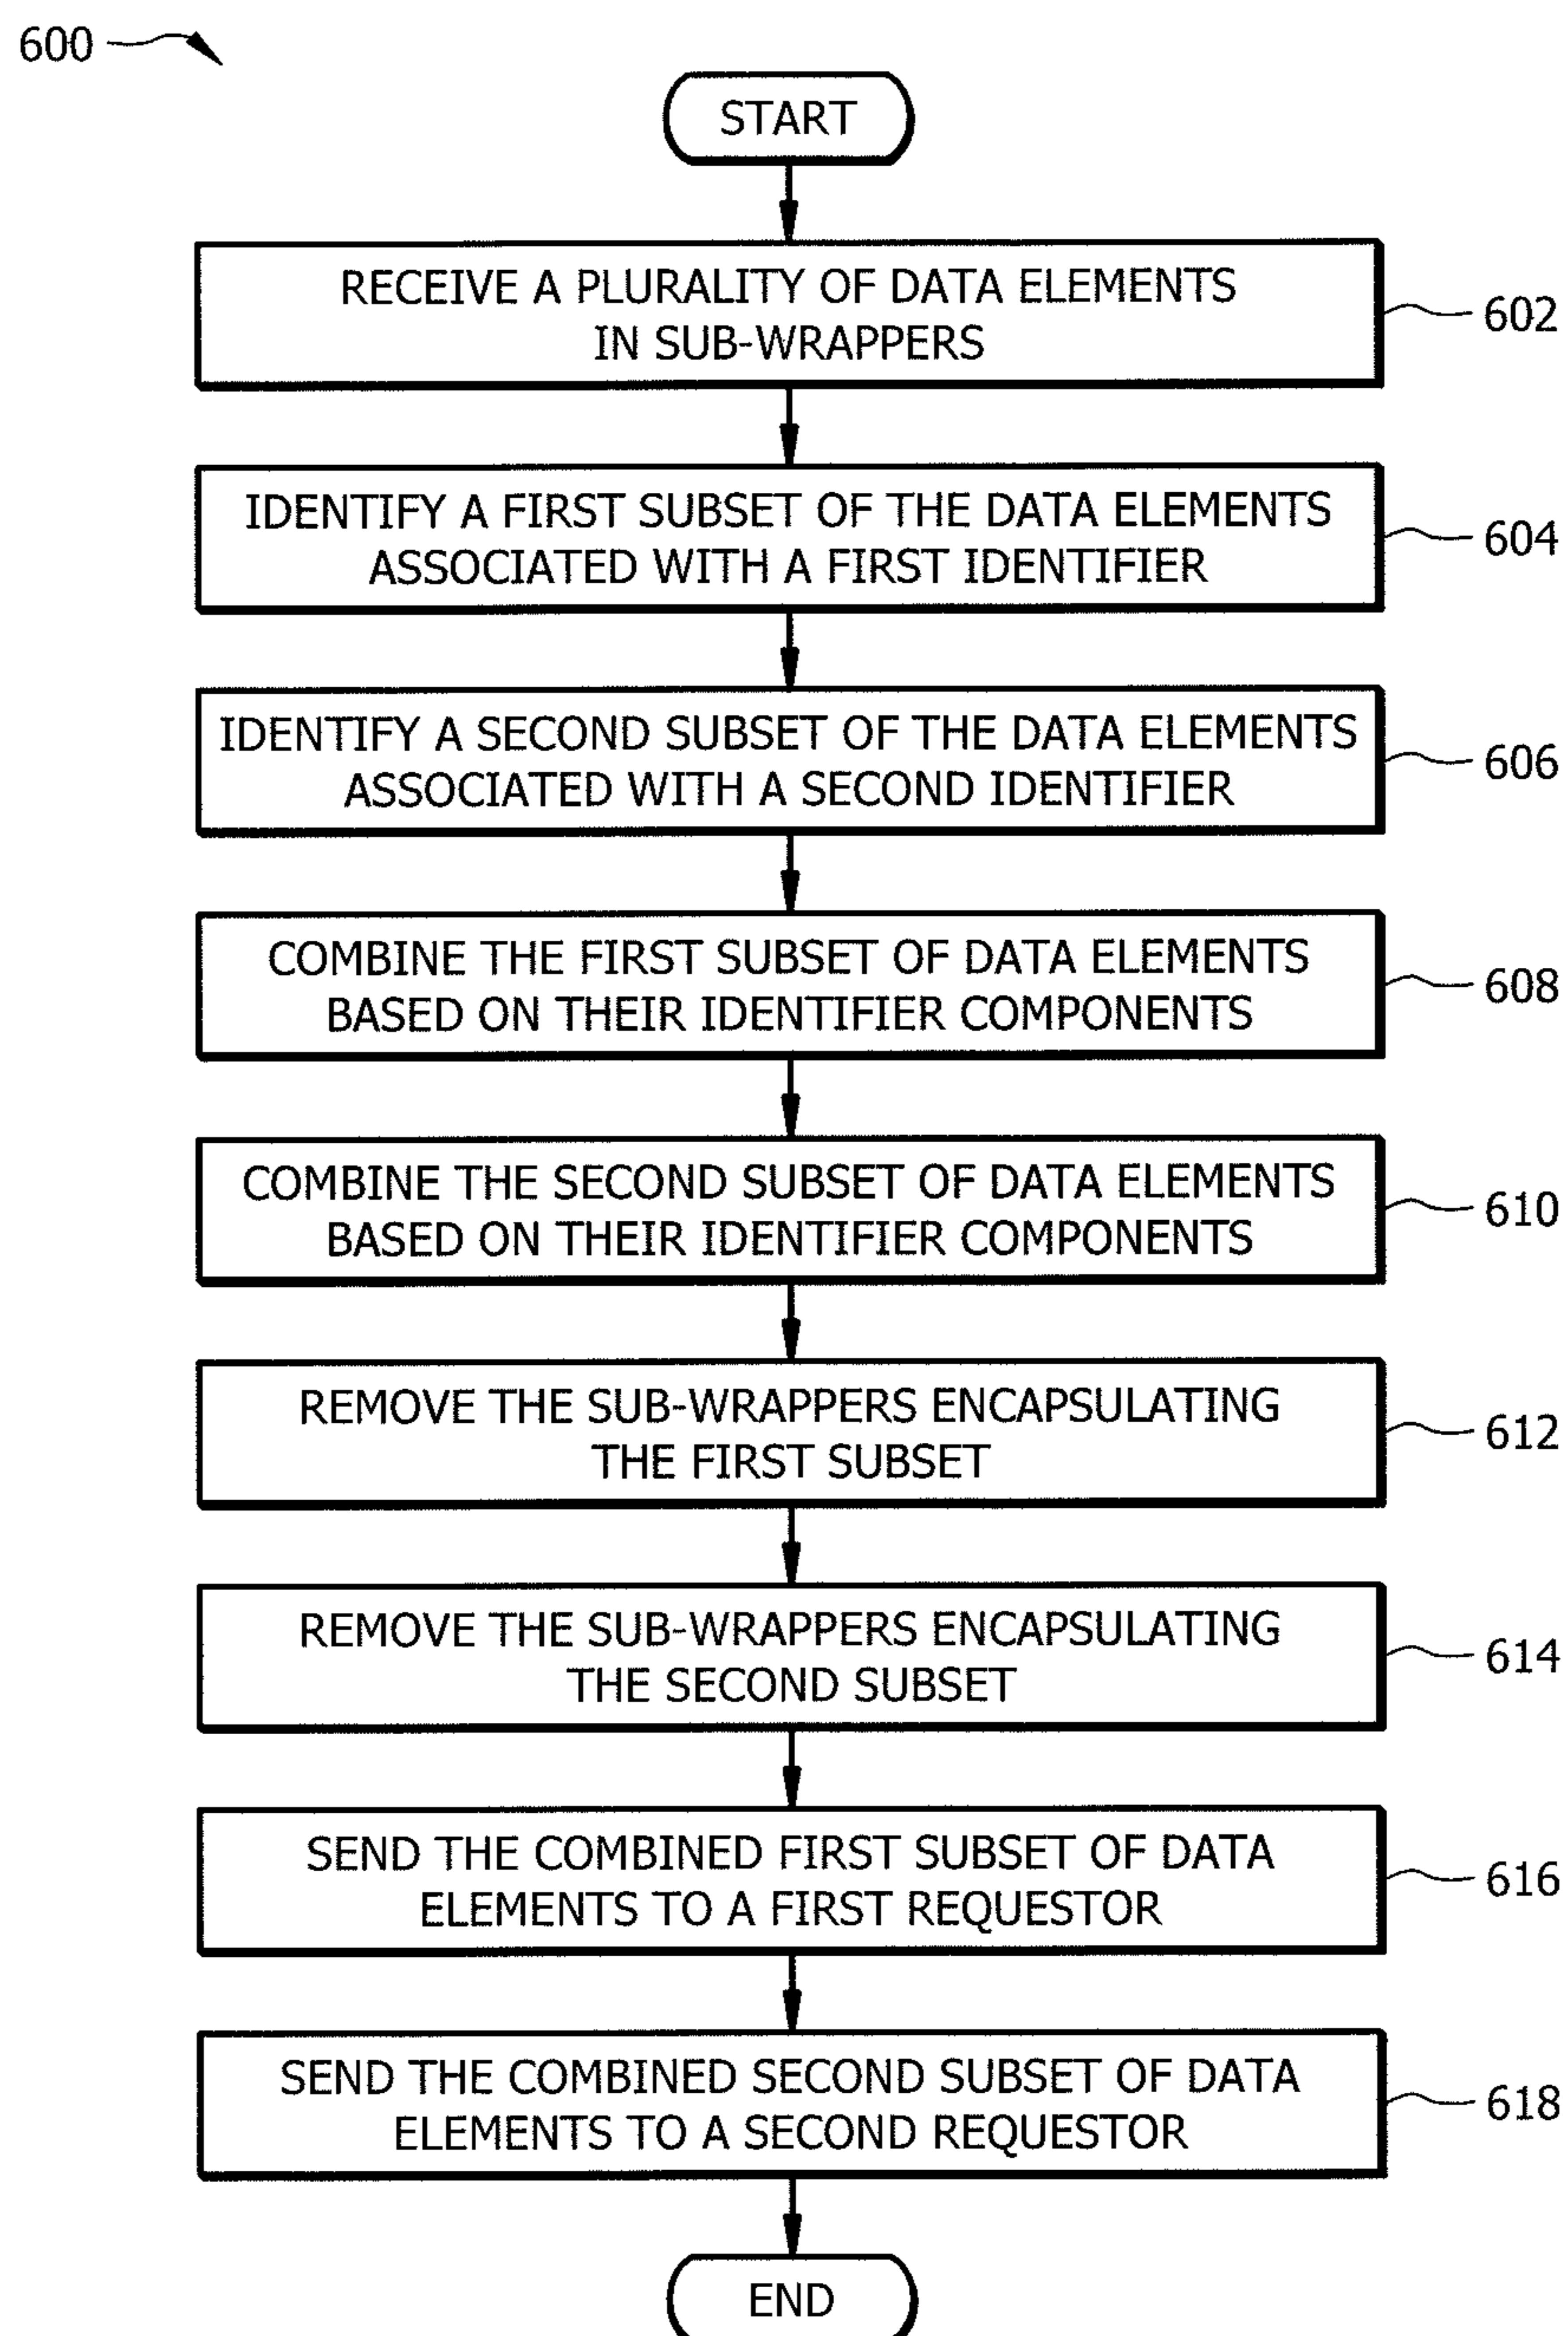 600
START
RECEIVE A PLURALITY OF DATA ELEMENTS
IN SUB-WRAPPERS
602
IDENTIFY A FIRST SUBSET OF THE DATA ELEMENTS
ASSOCIATED WITH A FIRST IDENTIFIER
604
IDENTIFY A SECOND SUBSET OF THE DATA ELEMENTS
ASSOCIATED WITH A SECOND IDENTIFIER
606
COMBINE THE FIRST SUBSET OF DATA ELEMENTS
BASED ON THEIR IDENTIFIER COMPONENTS
608
COMBINE THE SECOND SUBSET OF DATA ELEMENTS
BASED ON THEIR IDENTIFIER COMPONENTS
610
REMOVE THE SUB-WRAPPERS ENCAPSULATING
THE FIRST SUBSET
612
REMOVE THE SUB-WRAPPERS ENCAPSULATING
THE SECOND SUBSET
614
SEND THE COMBINED FIRST SUBSET OF DATA
ELEMENTS TO A FIRST REQUESTOR
616
SEND THE COMBINED SECOND SUBSET OF DATA
ELEMENTS TO A SECOND REQUESTOR
618
END